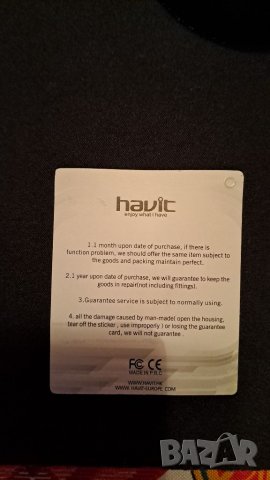 havit
enjoy what I have
1.1 month upon date of purchase, if there is
function problem, we should offer the same item subject to
the goods and packing maintain perfect.
2.1 year upon date of purchase, we will guarantee to keep the
goods in repair(not including fittings).
3.Guarantee service is subject to normally using.
4. all the damage caused by man-made( open the housing,
tear off the sticker , use improperly ) or losing the guarantee
card, we will not guarantee .
FC CE
MADE IN P.R.C
WWW.HAVIT.HK
WWW.HAVIT-EUROPE.COM
BAZAR